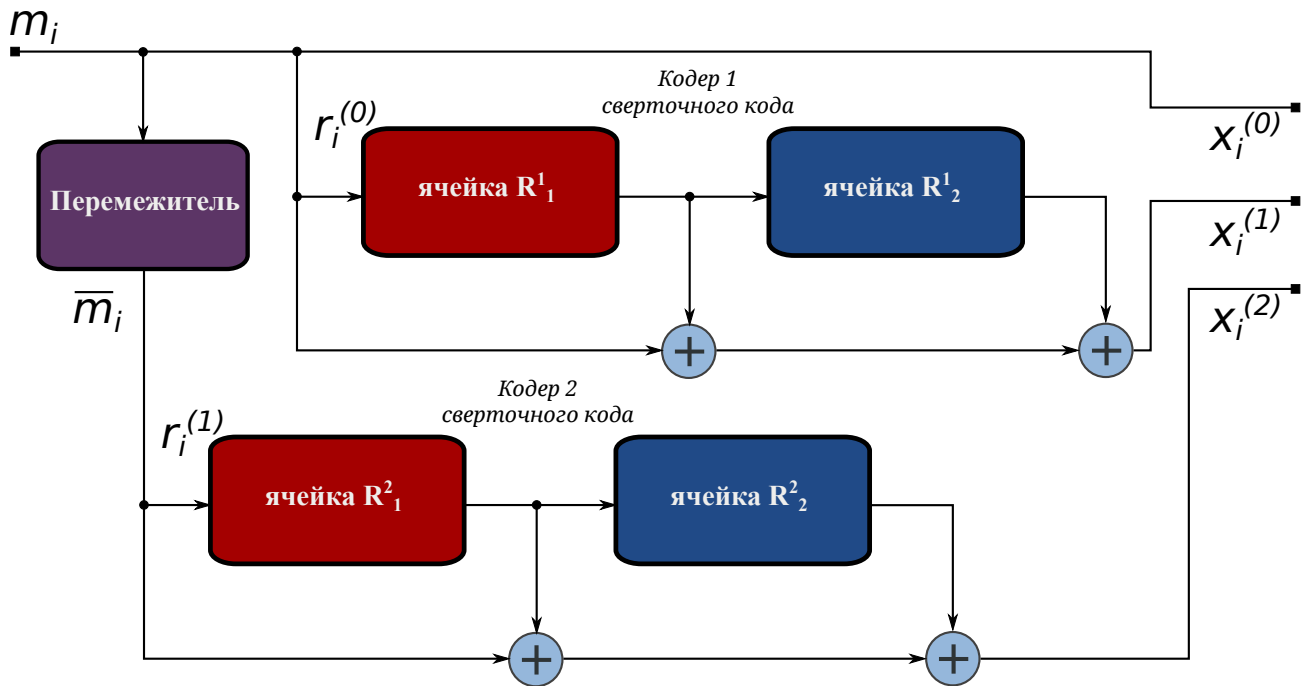 m_i
Кодер 1
сверточного кода
r_i^(0)
x_i^(0)
ячейка R^1_1
ячейка R^1_2
Перемежитель
x_i^(1)
m̅_i
x_i^(2)
+
+
Кодер 2
сверточного кода
r_i^(1)
ячейка R^2_1
ячейка R^2_2
+
+